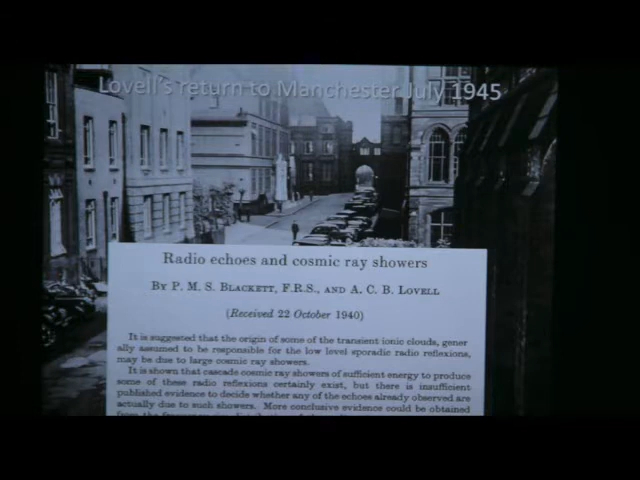 Lovell's return to Manchester July 1945
Radio echoes and cosmic ray showers
By P. M. S. Blackett, F.R.S., and A. C. B. Lovell
(Received 22 October 1940)
It is suggested that the origin of some of the transient ionic clouds, gener
ally assumed to be responsible for the low level sporadic radio reflexions,
may be due to large cosmic ray showers.
It is shown that cascade cosmic ray showers of sufficient energy to produce
some of these radio reflexions certainly exist, but there is insufficient
published evidence to decide whether any of the echoes already observed are
actually due to such showers. More conclusive evidence could be obtained